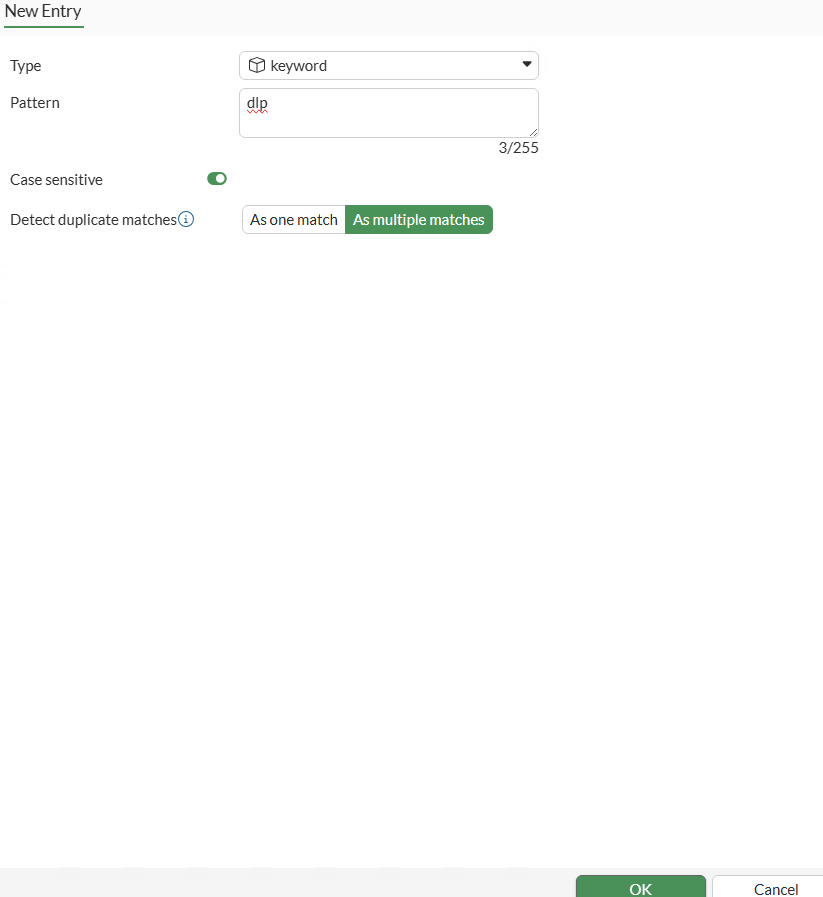 New Entry
Type keyword
Pattern dlp
3/255
Case sensitive
Detect duplicate matches As one match As multiple matches
OK Cancel